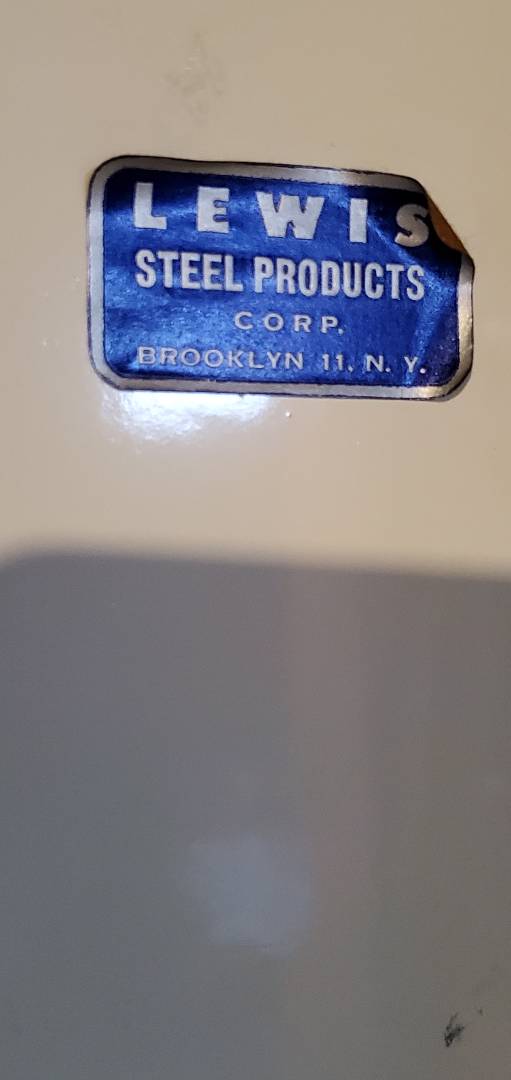 LEWIS
STEEL PRODUCTS
CORP.
BROOKLYN 11, N. Y.